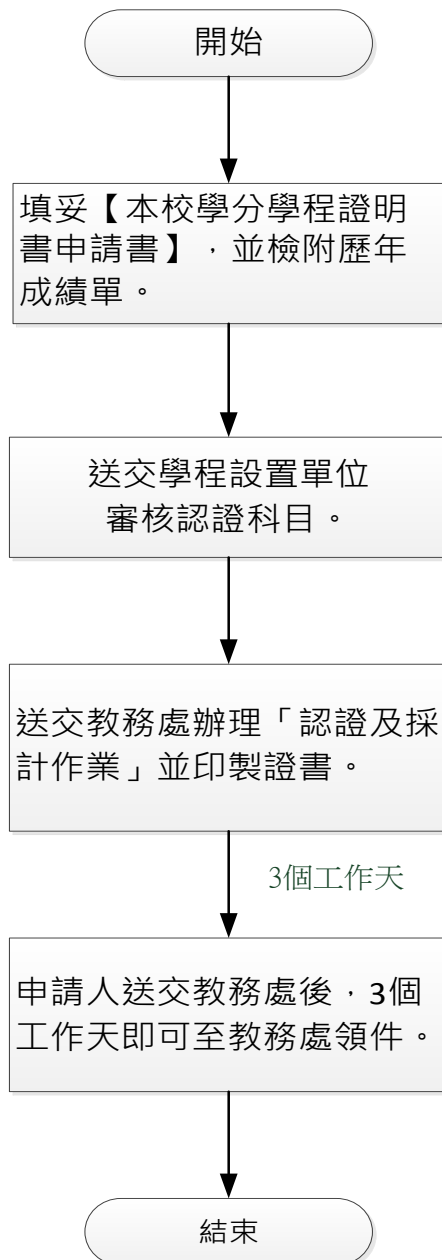 開始
填妥【本校學分學程證明
書申請書】，並檢附歷年
成績單。
送交學程設置單位
審核認證科目。
送交教務處辦理「認證及採
計作業」並印製證書。
3個工作天
申請人送交教務處後，3個
工作天即可至教務處領件。
結束